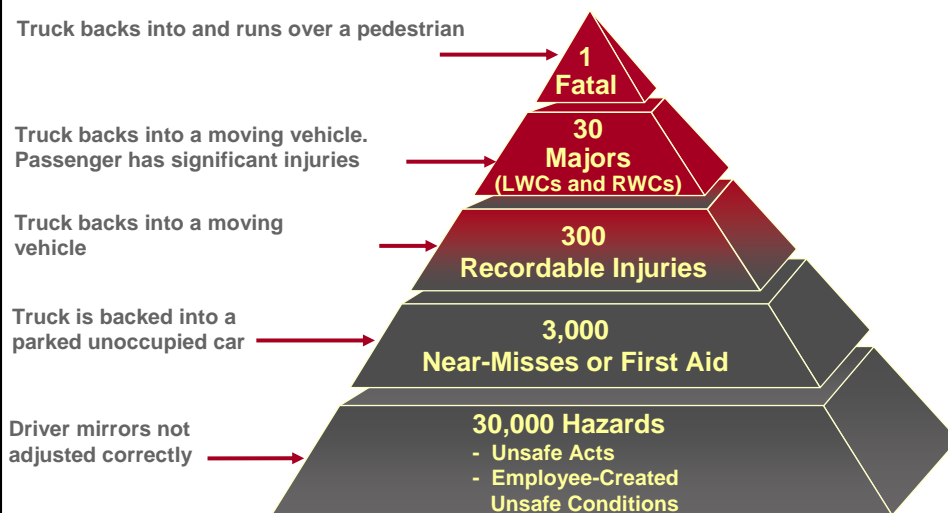 Truck backs into and runs over a pedestrian
1
Fatal
Truck backs into a moving vehicle.
Passenger has significant injuries
30
Majors
(LWCs and RWCs)
Truck backs into a moving
vehicle
300
Recordable Injuries
Truck is backed into a
parked unoccupied car
3,000
Near-Misses or First Aid
Driver mirrors not
adjusted correctly
30,000 Hazards
- Unsafe Acts
- Employee-Created
Unsafe Conditions